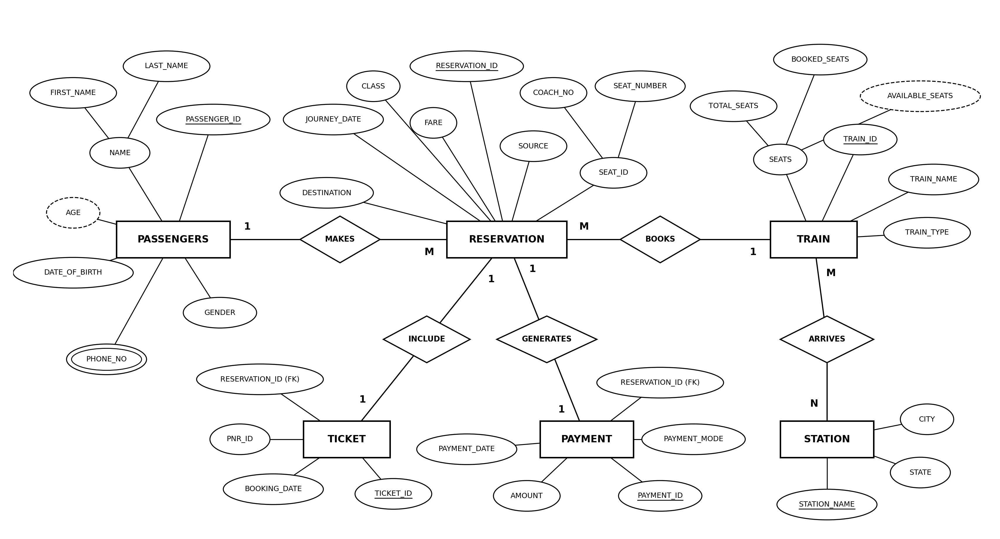 BOOKED_SEATS
LAST_NAME
RESERVATION_ID
CLASS
SEAT_NUMBER
FIRST_NAME
COACH_NO
AVAILABLE_SEATS
TOTAL_SEATS
PASSENGER_ID
JOURNEY_DATE
FARE
TRAIN_ID
SOURCE
NAME
SEATS
SEAT_ID
TRAIN_NAME
DESTINATION
AGE
1
M
TRAIN_TYPE
PASSENGERS
MAKES
RESERVATION
BOOKS
TRAIN
M
1
DATE_OF_BIRTH
1
1
M
GENDER
INCLUDE
GENERATES
ARRIVES
PHONE_NO
RESERVATION_ID (FK)
RESERVATION_ID (FK)
1
1
N
CITY
PNR_ID
TICKET
PAYMENT
PAYMENT_MODE
STATION
PAYMENT_DATE
STATE
BOOKING_DATE
TICKET_ID
AMOUNT
PAYMENT_ID
STATION_NAME